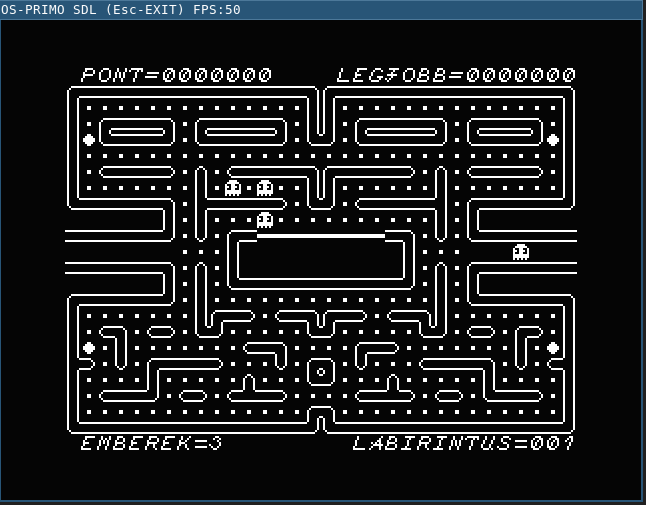 OS-PRIMO SDL (Esc-EXIT) FPS:50
PONT=0000000 LEGJOBB=0000000
EMBEREK=3 LABIRINTUS=001